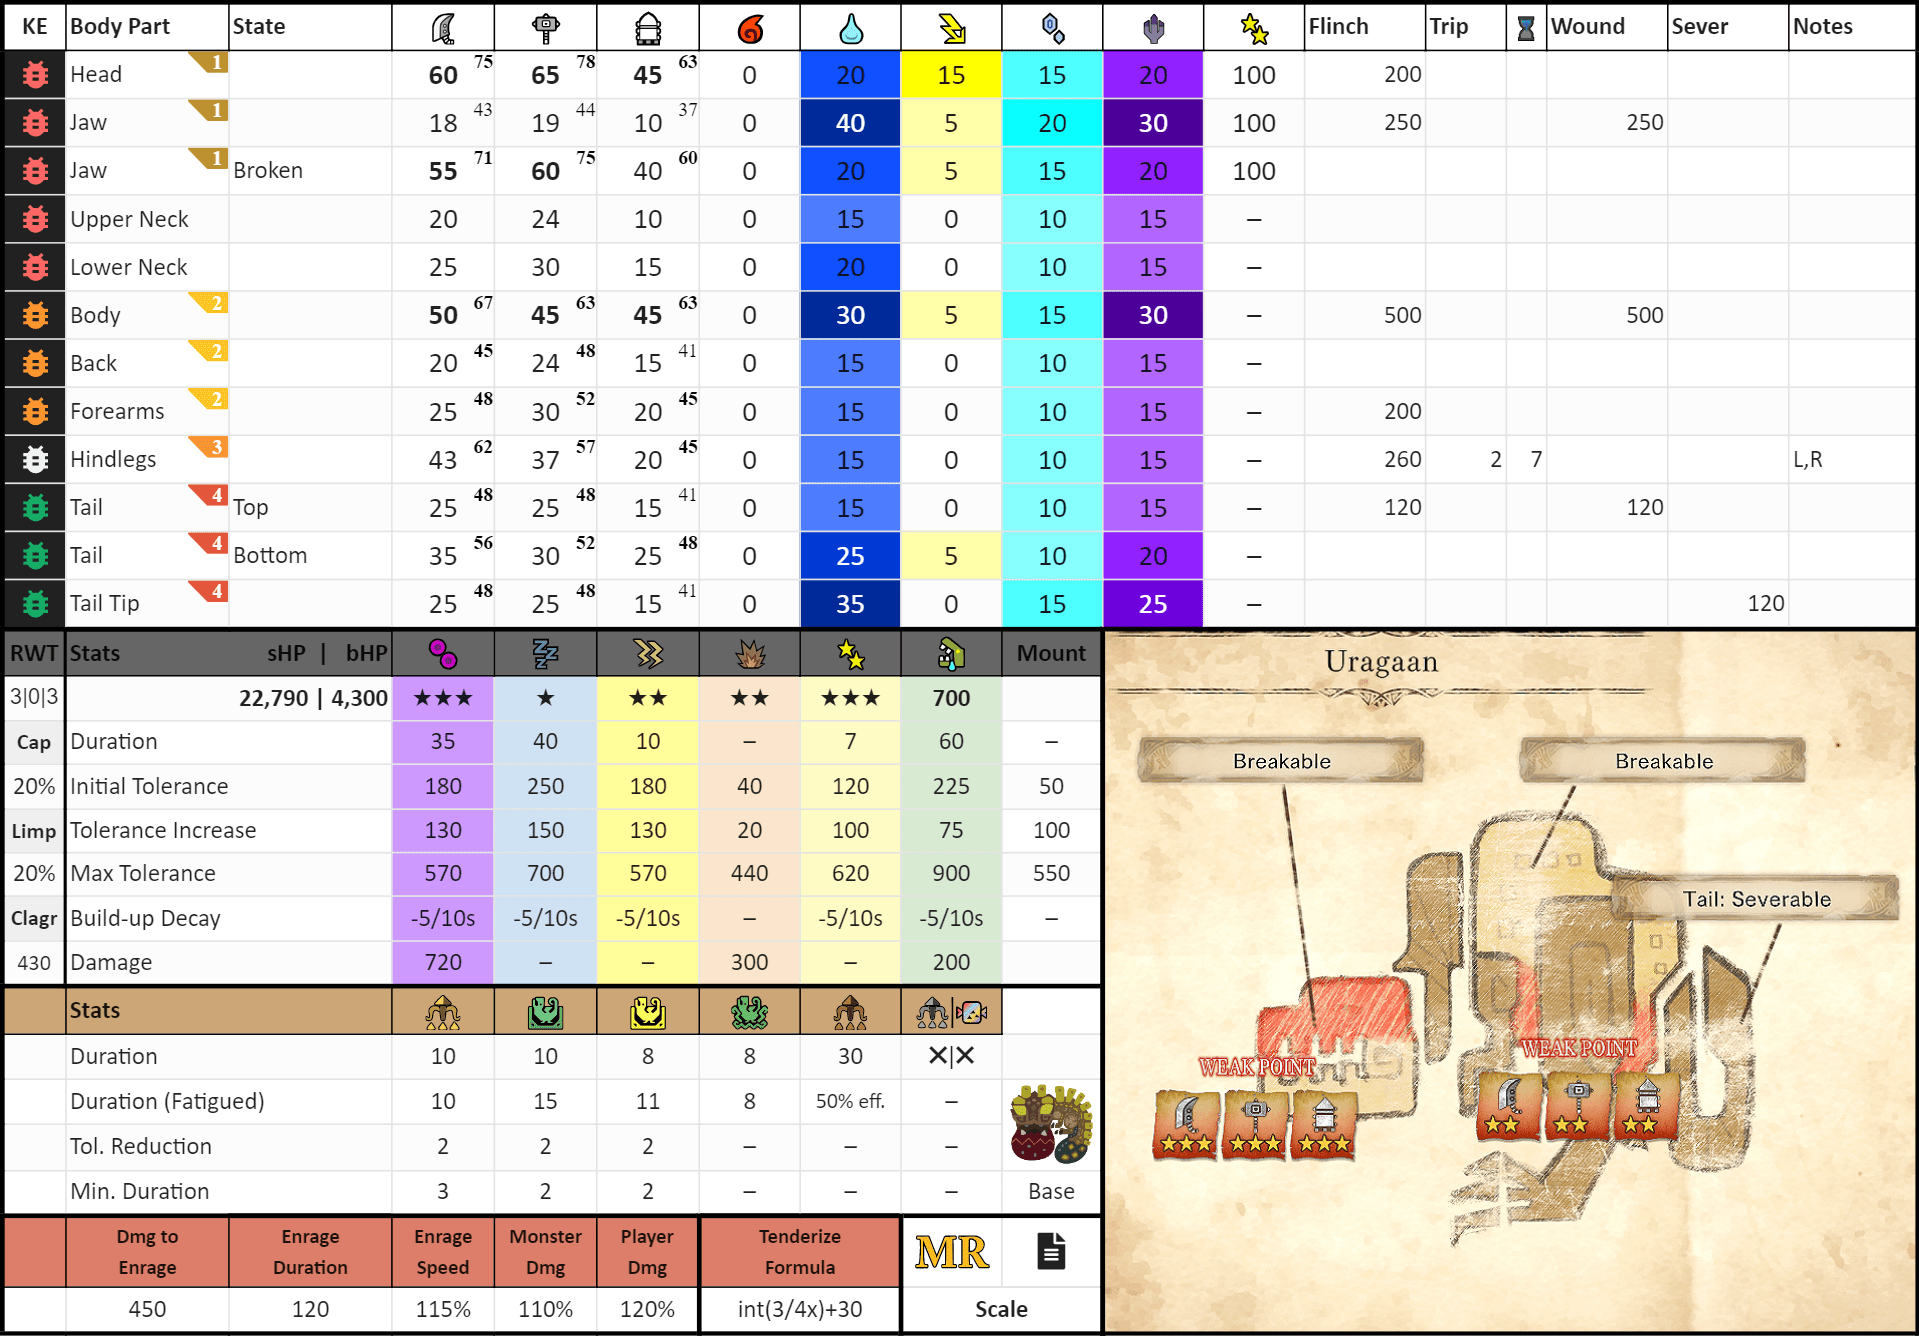 KE Body Part State Flinch Trip Wound Sever Notes
Head 1 60 75 65 78 45 63 0 20 15 15 20 100 200
Jaw 1 18 43 19 44 10 37 0 40 5 20 30 100 250 250
Jaw 1 Broken 55 71 60 75 40 60 0 20 5 15 20 100
Upper Neck 20 24 10 0 15 0 10 15 –
Lower Neck 25 30 15 0 20 0 10 15 –
Body 2 50 67 45 63 45 63 0 30 5 15 30 – 500 500
Back 2 20 45 24 48 15 41 0 15 0 10 15 –
Forearms 2 25 48 30 52 20 45 0 15 0 10 15 – 200
Hindlegs 3 43 62 37 57 20 45 0 15 0 10 15 – 260 2 7 L,R
Tail 4 Top 25 48 25 48 15 41 0 15 0 10 15 – 120 120
Tail 4 Bottom 35 56 30 52 25 48 0 25 5 10 20 –
Tail Tip 4 25 48 25 48 15 41 0 35 0 15 25 – 120
RWT Stats sHP | bHP Mount
3|0|3 22,790 | 4,300 ★★★ ★ ★★ ★★ ★★★ 700
Cap Duration 35 40 10 – 7 60 –
20% Initial Tolerance 180 250 180 40 120 225 50
Limp Tolerance Increase 130 150 130 20 100 75 100
20% Max Tolerance 570 700 570 440 620 900 550
Clagr Build-up Decay -5/10s -5/10s -5/10s – -5/10s -5/10s –
430 Damage 720 – – 300 – 200
Stats
Duration 10 10 8 8 30 ✕|✕
Duration (Fatigued) 10 15 11 8 50% eff. –
Tol. Reduction 2 2 2 – – –
Min. Duration 3 2 2 – – – Base
Dmg to Enrage Enrage Duration Enrage Speed Monster Dmg Player Dmg Tenderize Formula MR
450 120 115% 110% 120% int(3/4x)+30 Scale
Uragaan
Breakable Breakable
Tail: Severable
WEAK POINT WEAK POINT